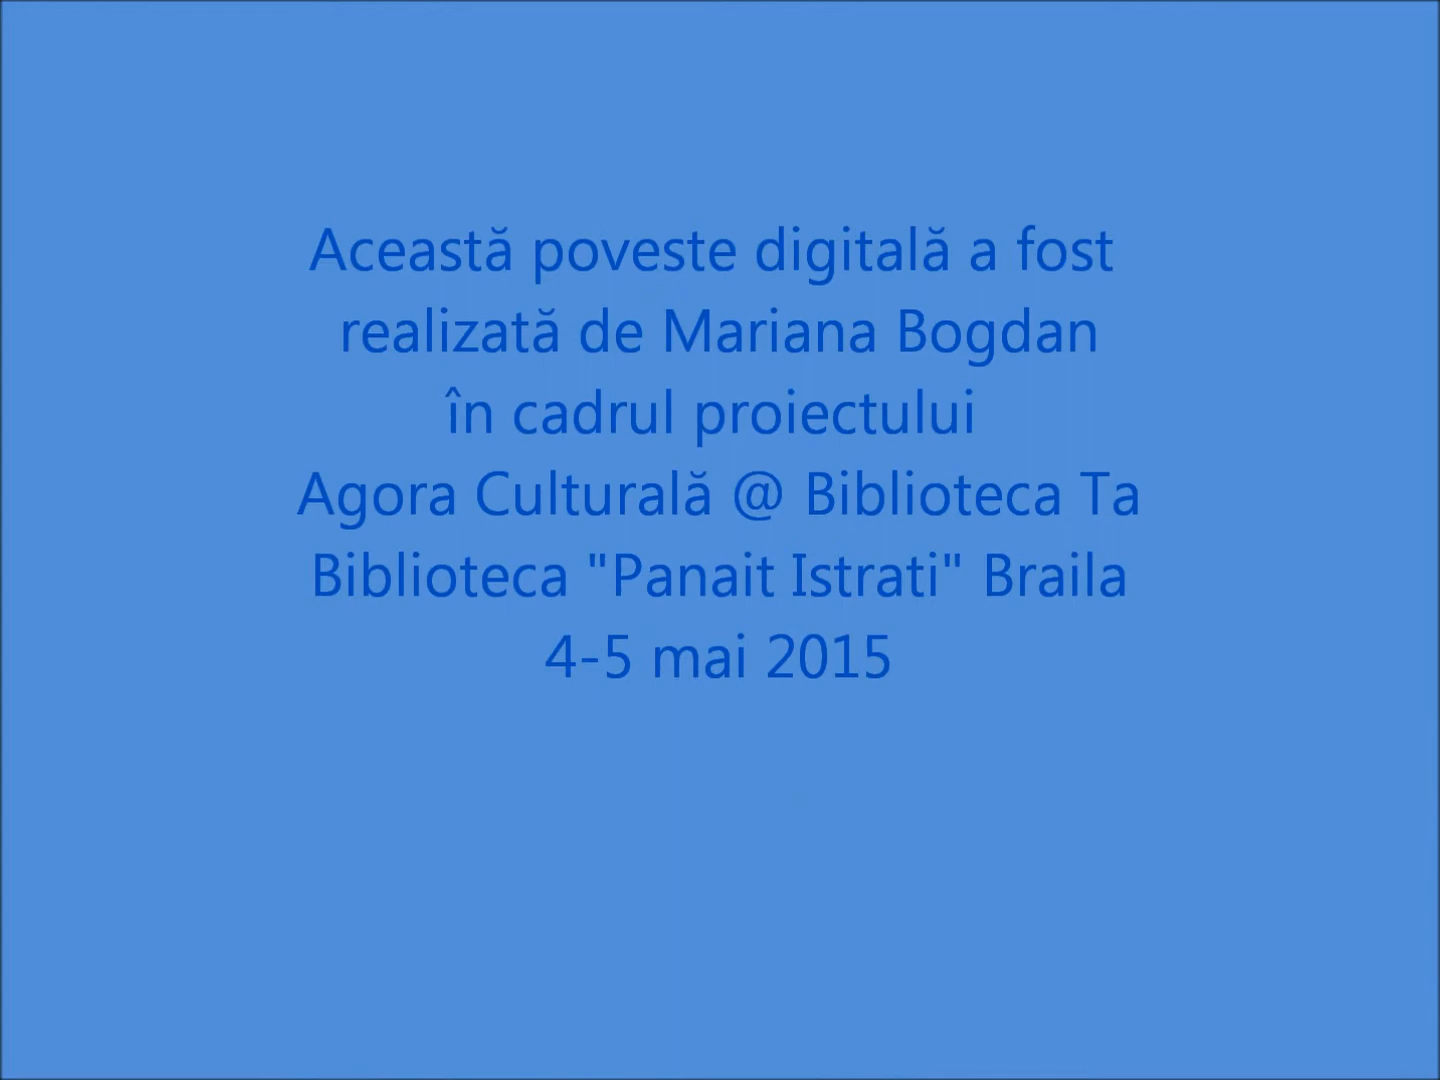 Această poveste digitală a fost
realizată de Mariana Bogdan
în cadrul proiectului
Agora Culturală @ Biblioteca Ta
Biblioteca "Panait Istrati" Braila
4-5 mai 2015